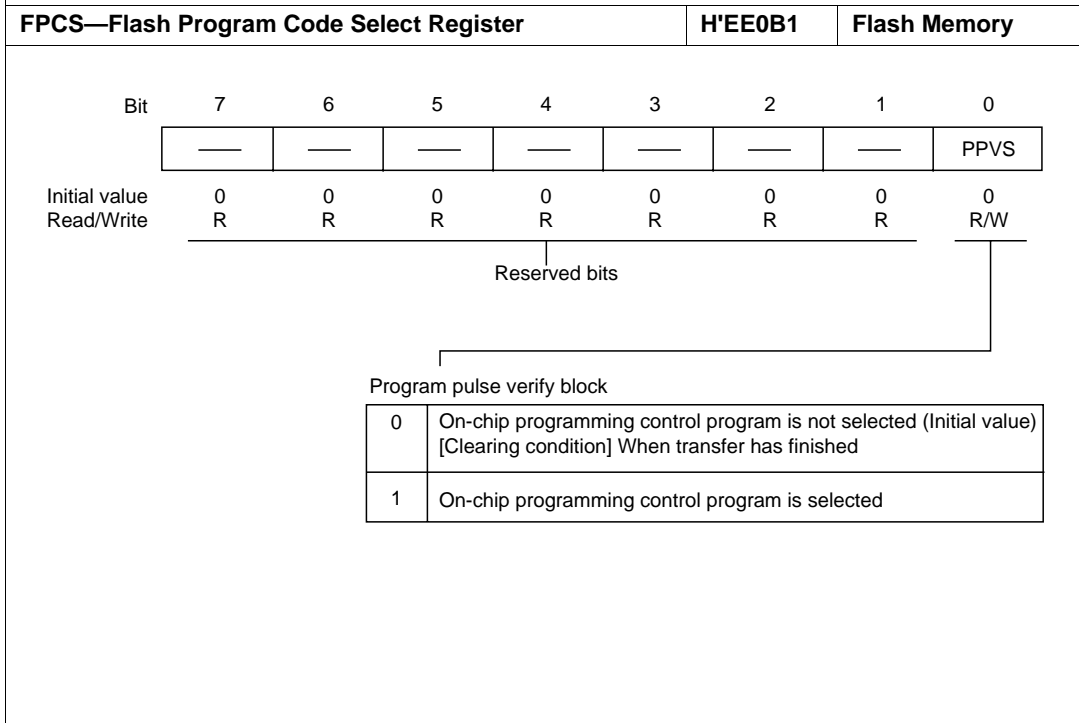 FPCS—Flash Program Code Select Register H'EE0B1 Flash Memory
Bit 7 6 5 4 3 2 1 0
— — — — — — — PPVS
Initial value 0 0 0 0 0 0 0 0
Read/Write R R R R R R R R/W
Reserved bits
Program pulse verify block
0 On-chip programming control program is not selected (Initial value)
[Clearing condition] When transfer has finished
1 On-chip programming control program is selected